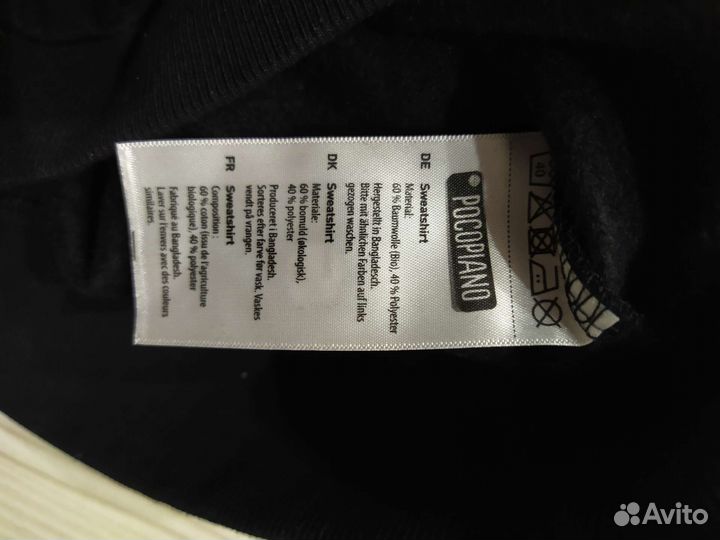 POCOPIANO
40
DE Sweatshirt
Material:
60 % Baumwolle (Bio), 40 % Polyester
Hergestellt in Bangladesch.
Bitte mit ähnlichen Farben auf links
gezogen waschen.
DK Sweatshirt
Materiale:
60 % bomuld (økologisk),
40 % polyester
Produceret i Bangladesh.
Sorteres efter farve før vask. Vaskes
vendt på vrangen.
FR Sweatshirt
Composition :
60 % coton (issu de l'agriculture
biologique), 40 % polyester
Fabriqué au Bangladesh.
Laver sur l'envers avec des couleurs
similaires.
Avito